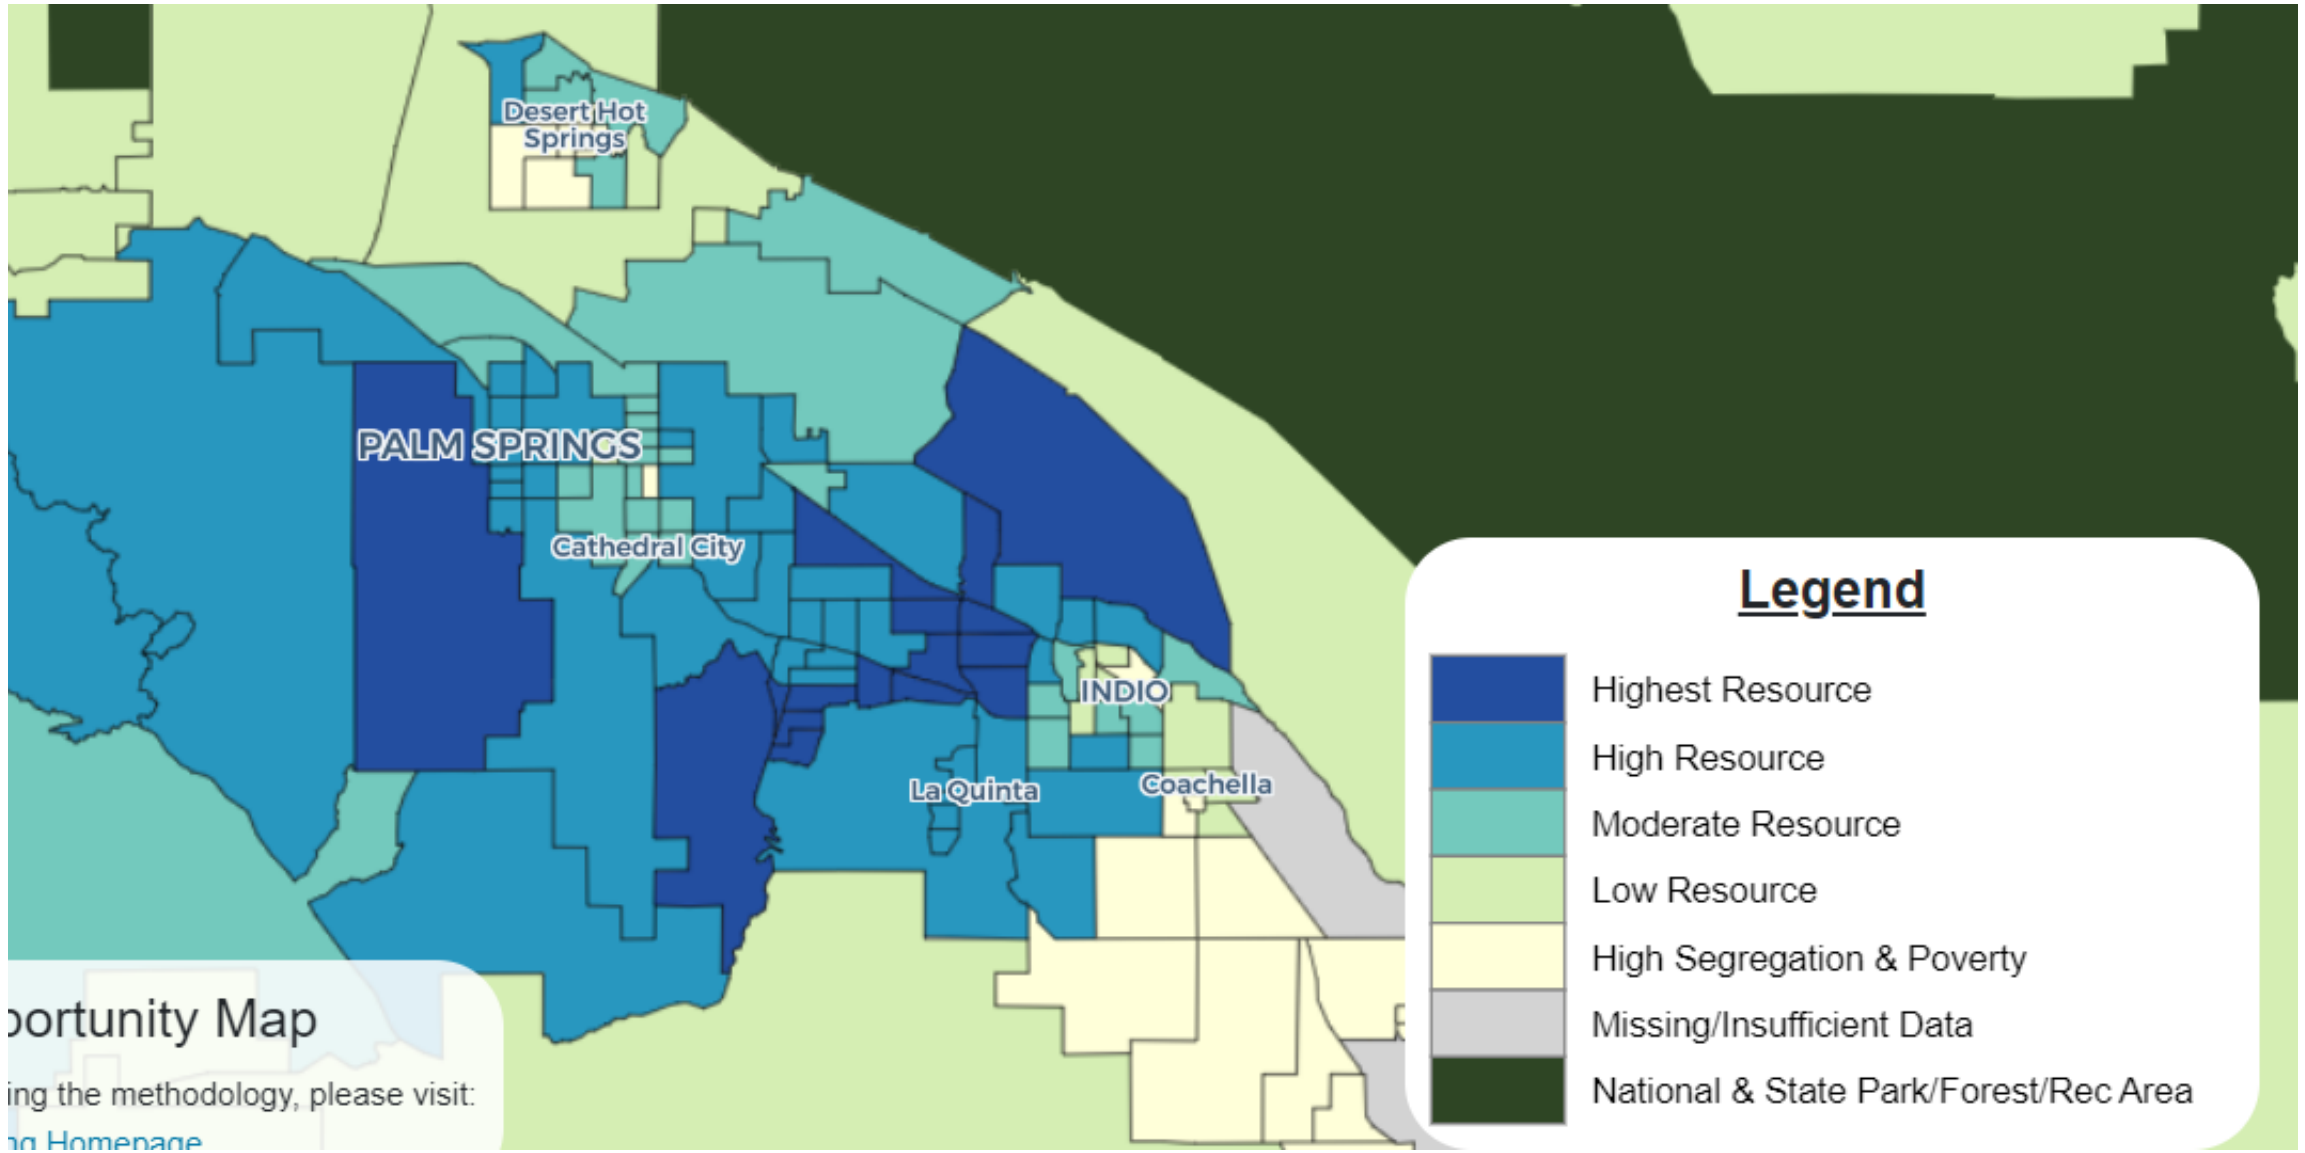 Desert Hot
Springs
PALM SPRINGS
Cathedral City
INDIO
La Quinta
Coachella
Legend
Highest Resource
High Resource
Moderate Resource
Low Resource
High Segregation & Poverty
Missing/Insufficient Data
National & State Park/Forest/Rec Area
portunity Map
ing the methodology, please visit:
ng Homepage